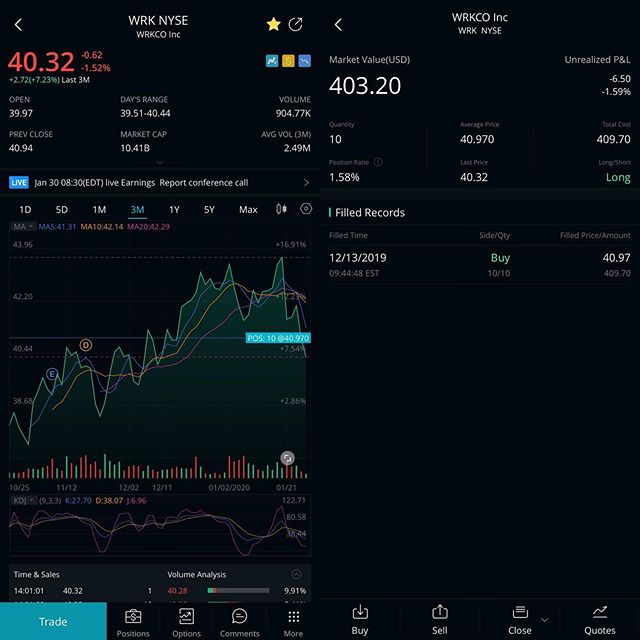 WRK NYSE
WRKCO Inc
40.32
-0.62
-1.52%
+2.72(+7.23%) Last 3M
OPEN
DAY'S RANGE
VOLUME
39.97
39.51-40.44
904.77K
PREV CLOSE
MARKET CAP
AVG VOL (3M)
40.94
10.41B
2.49M
LIVE Jan 30 08:30(EDT) live Earnings Report conference call
1D 5D 1M 3M 1Y 5Y Max
MA MA5:41.31 MA10:42.14 MA20:42.29
43.96 +16.91%
42.20 +12.23%
POS: 10 @40.970
40.44 +7.54%
D
E
38.68 +2.86%
10/25 11/12 12/02 12/11 01/02/2020 01/21
KDJ (9,3,3) K:27.70 D:38.07 J:6.96 122.71
80.58
38.44
Time & Sales
Volume Analysis
14:01:01 40.32 1 40.28 9.91%
Trade
Positions
Options
Comments
More
WRKCO Inc
WRK NYSE
Market Value(USD)
Unrealized P&L
403.20
-6.50
-1.59%
Quantity
Average Price
Total Cost
10
40.970
409.70
Position Ratio
Last Price
Long/Short
1.58%
40.32
Long
Filled Records
Filled Time
Side/Qty
Filled Price/Amount
12/13/2019
Buy
40.97
09:44:48 EST
10/10
409.70
Buy
Sell
Close
Quotes